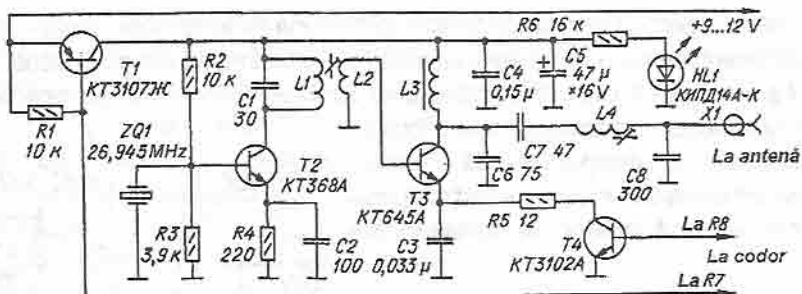 R6 16 к
+9...12 V
T1
КТ3107Ж
R2
10 к
C1
30
L1
L2
L3
C4
0,15 µ
C5
47 µ
×16 V
HL1
КИПД14А-К
R1
10 к
ZQ1
26,945 MHz
T2
КТ368А
L4
X1
La antenă
C7 47
C6 75
C8
300
T3
КТ645А
R5 12
R3
3,9 к
R4
220
C2
100
C3
0,033 µ
T4
КТ3102А
La R8
La codor
La R7